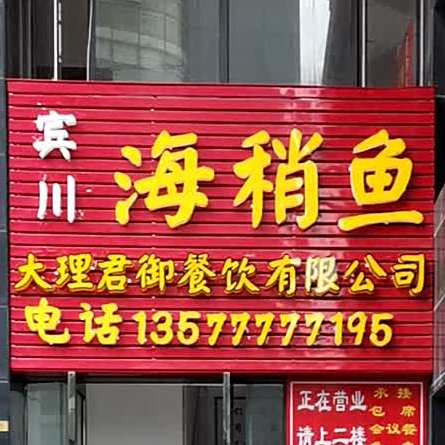 宾川
海稍鱼
大理君御餐饮有限公司
电话13577777195
正在营业
请上二楼
承接
包席
会议餐